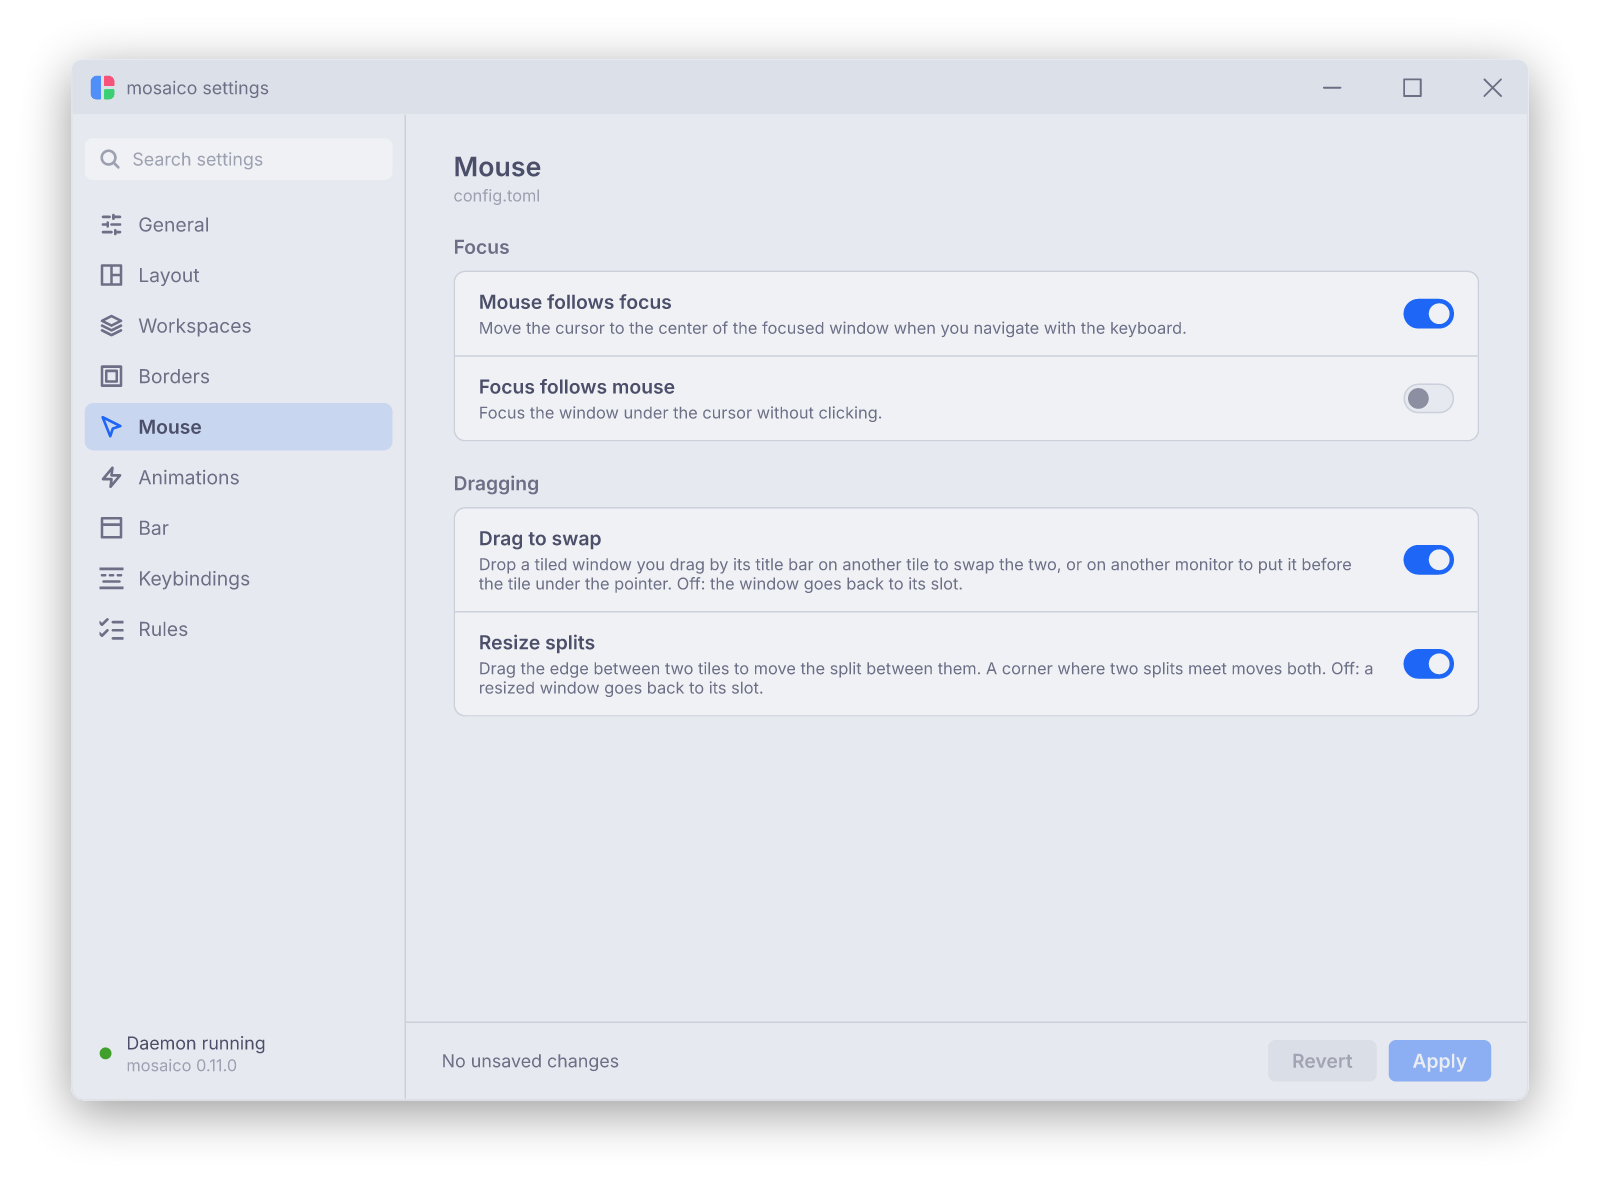 mosaico settings
Search settings
General
Layout
Workspaces
Borders
Mouse
Animations
Bar
Keybindings
Rules
Daemon running
mosaico 0.11.0
Mouse
config.toml
Focus
Mouse follows focus
Move the cursor to the center of the focused window when you navigate with the keyboard.
Focus follows mouse
Focus the window under the cursor without clicking.
Dragging
Drag to swap
Drop a tiled window you drag by its title bar on another tile to swap the two, or on another monitor to put it before
the tile under the pointer. Off: the window goes back to its slot.
Resize splits
Drag the edge between two tiles to move the split between them. A corner where two splits meet moves both. Off: a
resized window goes back to its slot.
No unsaved changes
Revert
Apply